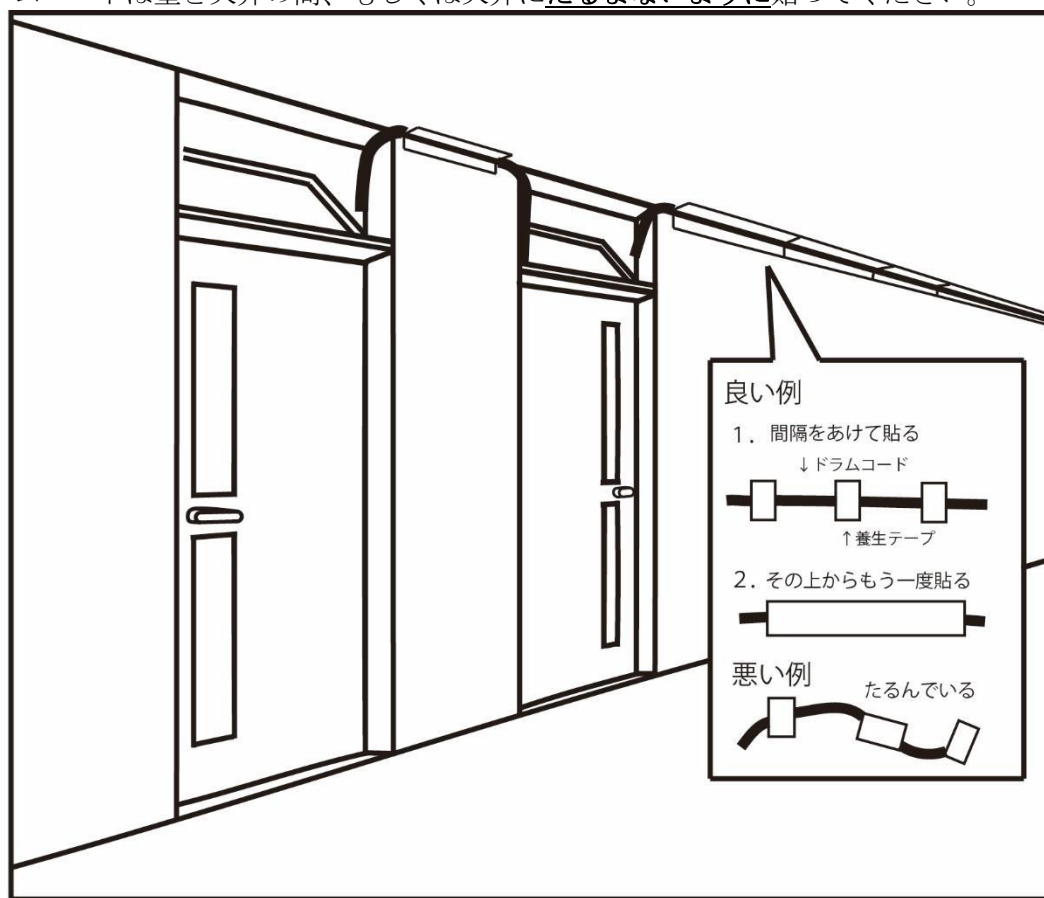 は壁と天井の間、もしくは天井にたるまないように貼ってください。
良い例
1. 間隔をあけて貼る
↓ドラムコード
↑養生テープ
2. その上からもう一度貼る
悪い例
たるんでいる